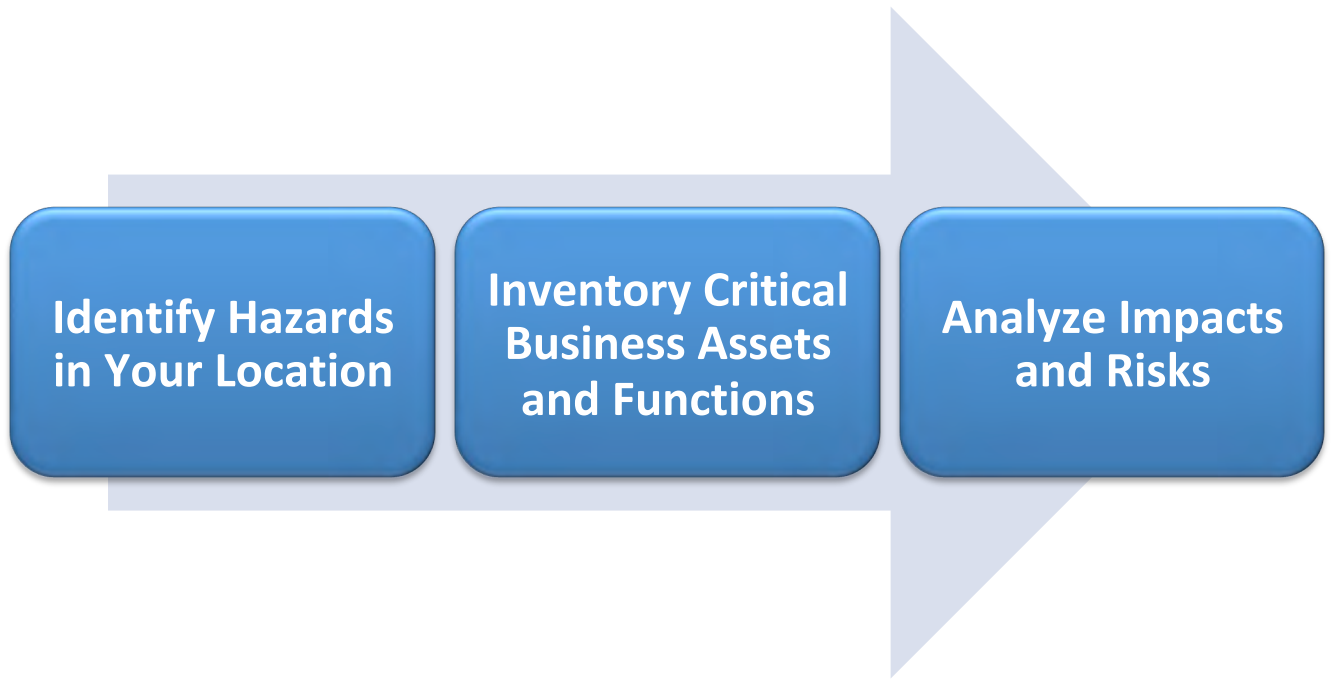 Identify Hazards
in Your Location
Inventory Critical
Business Assets
and Functions
Analyze Impacts
and Risks